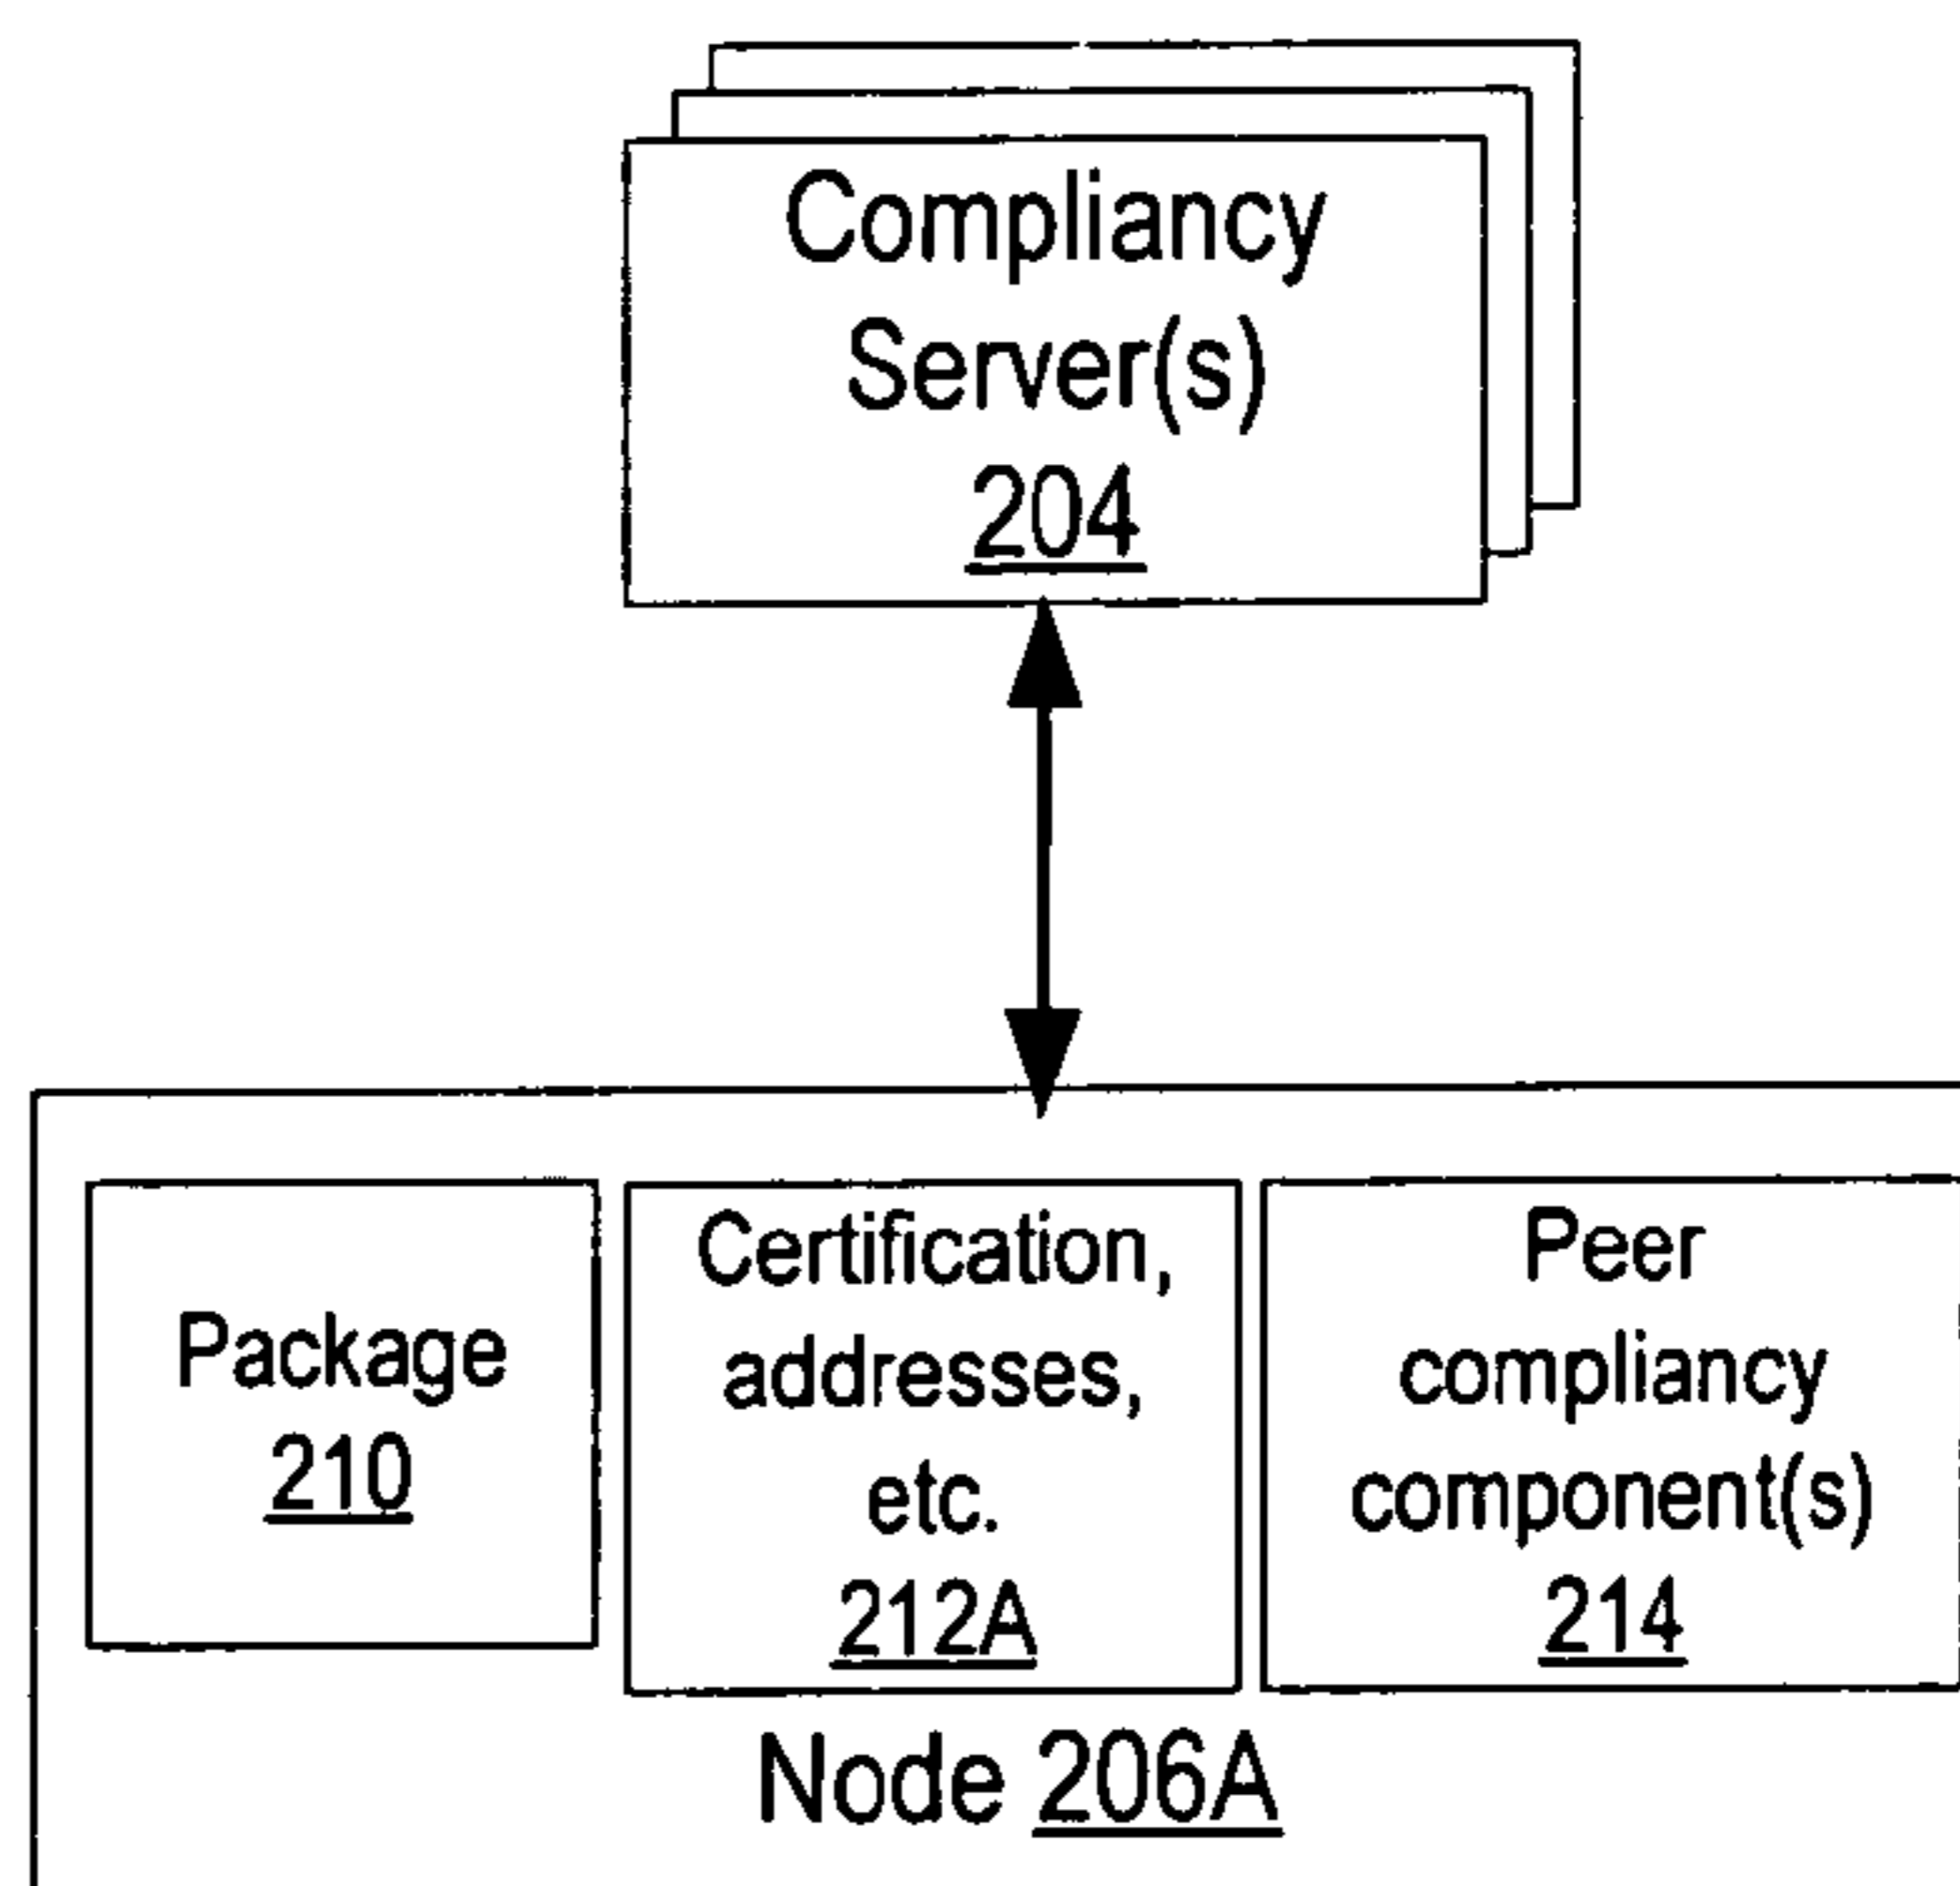 Compliancy
Server(s)
204
Package
210
Certification,
addresses,
etc.
212A
Peer
compliancy
component(s)
214
Node 206A